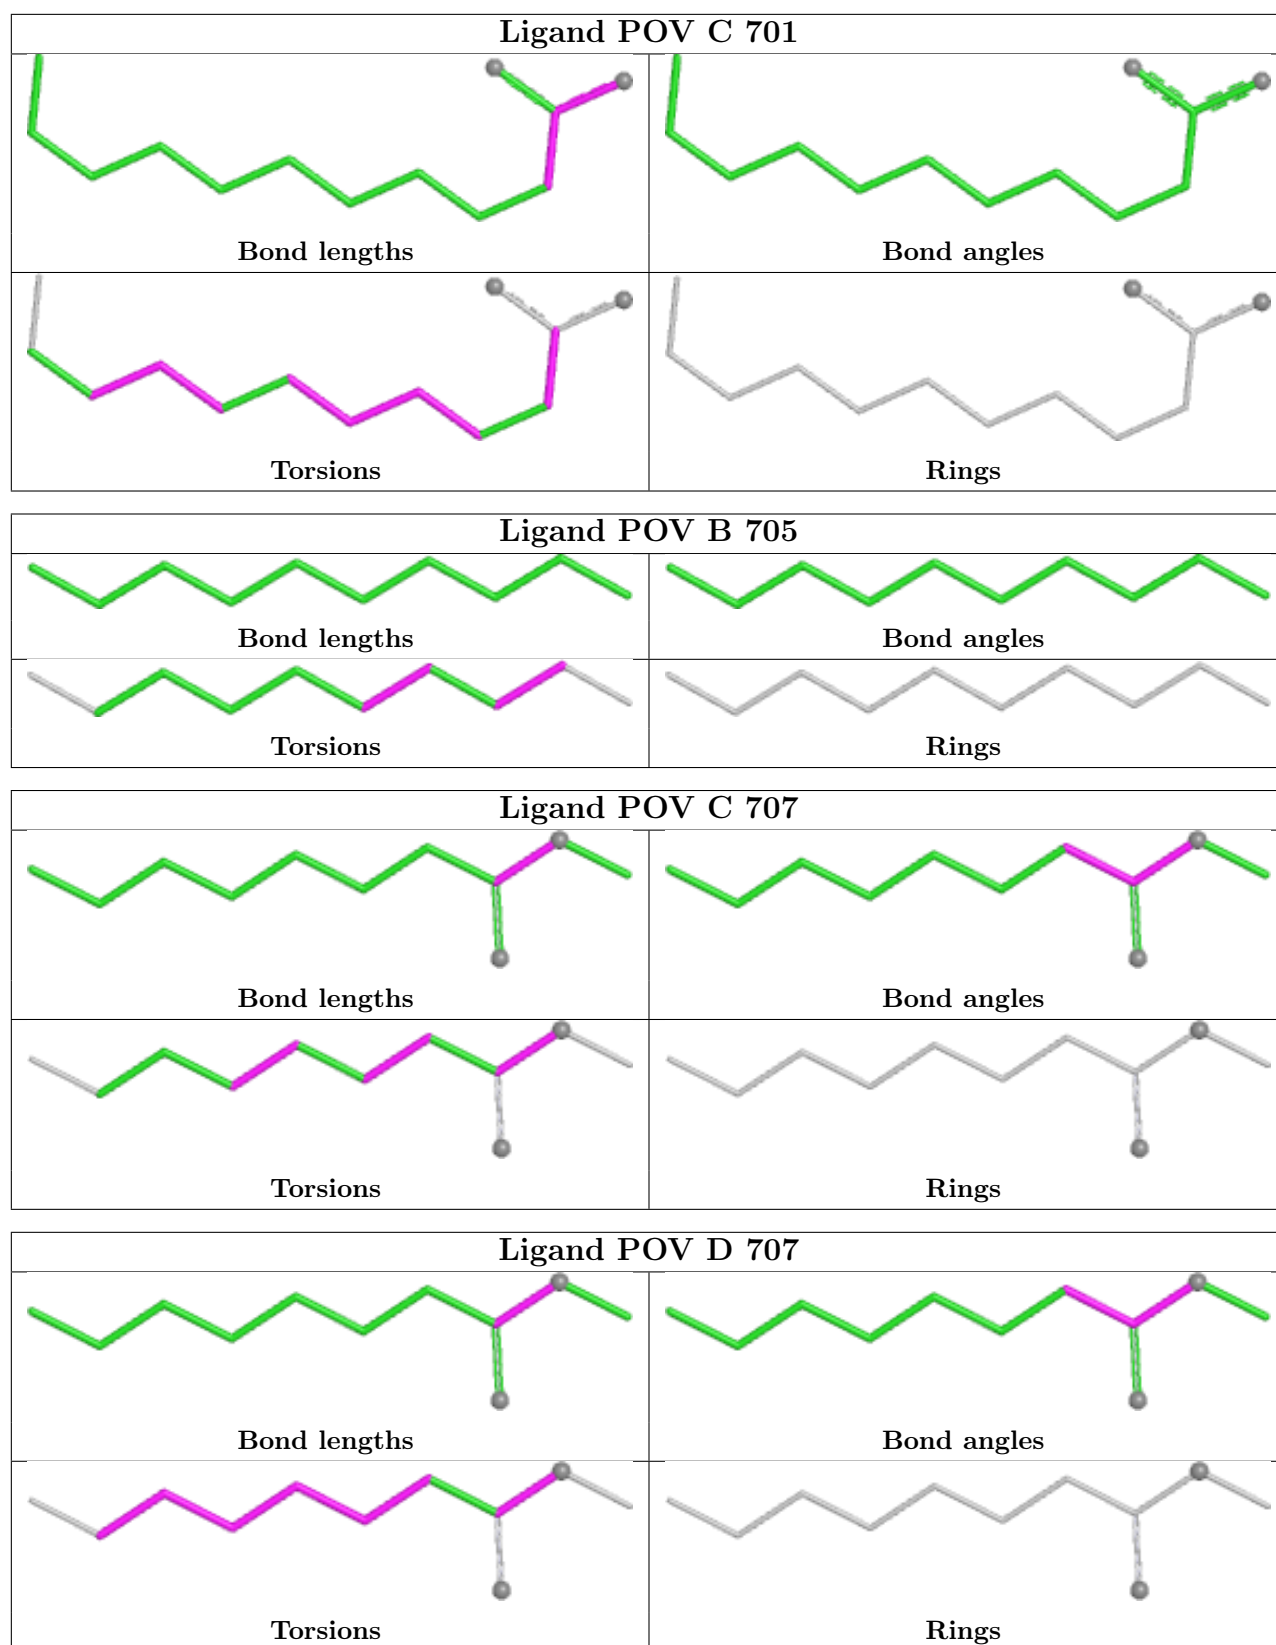 Ligand POV C 701
Bond lengths
Bond angles
Torsions
Rings
Ligand POV B 705
Bond lengths
Bond angles
Torsions
Rings
Ligand POV C 707
Bond lengths
Bond angles
Torsions
Rings
Ligand POV D 707
Bond lengths
Bond angles
Torsions
Rings